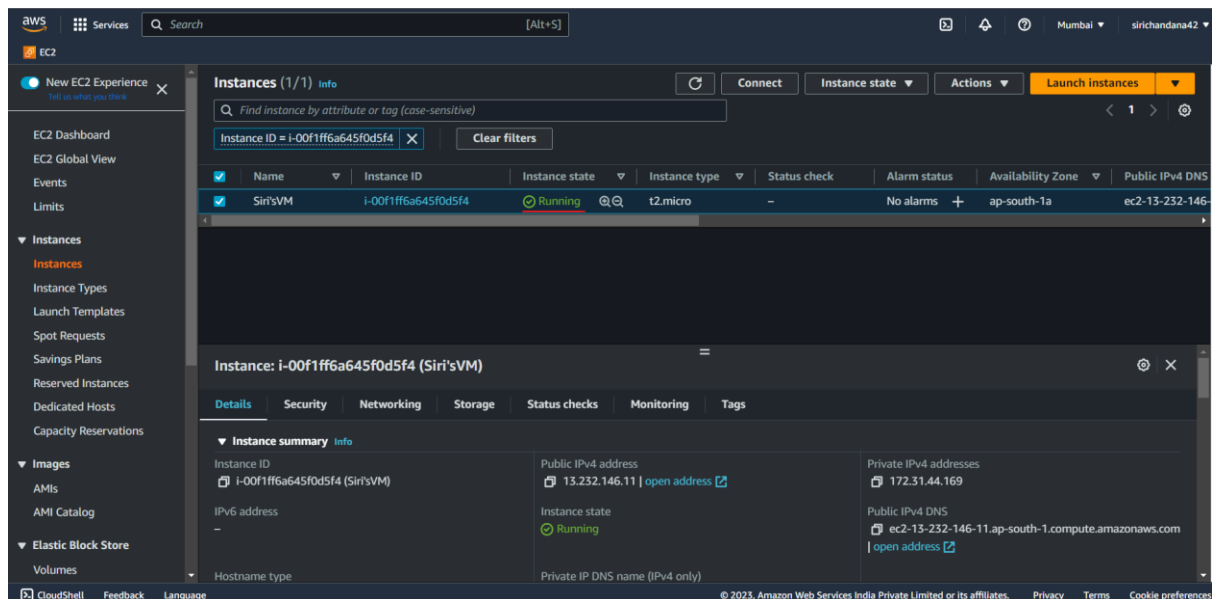 aws Services Search [Alt+S] Mumbai sirichandana42
EC2
New EC2 Experience
Tell us what you think
EC2 Dashboard
EC2 Global View
Events
Limits
Instances
Instances
Instance Types
Launch Templates
Spot Requests
Savings Plans
Reserved Instances
Dedicated Hosts
Capacity Reservations
Images
AMIs
AMI Catalog
Elastic Block Store
Volumes
Instances (1/1) Info Connect Instance state Actions Launch instances
Find instance by attribute or tag (case-sensitive) 1
Instance ID = i-00f1ff6a645f0d5f4 Clear filters
Name Instance ID Instance state Instance type Status check Alarm status Availability Zone Public IPv4 DNS
Siri'sVM i-00f1ff6a645f0d5f4 Running t2.micro – No alarms + ap-south-1a ec2-13-232-146-
Instance: i-00f1ff6a645f0d5f4 (Siri'sVM)
Details Security Networking Storage Status checks Monitoring Tags
Instance summary Info
Instance ID Public IPv4 address Private IPv4 addresses
i-00f1ff6a645f0d5f4 (Siri'sVM) 13.232.146.11 | open address 172.31.44.169
IPv6 address Instance state Public IPv4 DNS
– Running ec2-13-232-146-11.ap-south-1.compute.amazonaws.com
| open address
Hostname type Private IP DNS name (IPv4 only)
CloudShell Feedback Language © 2023, Amazon Web Services India Private Limited or its affiliates. Privacy Terms Cookie preferences